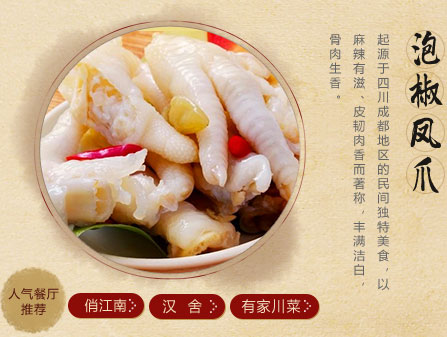 泡椒凤爪
起源于四川成都地区的民间独特美食，以
麻辣有滋、皮韧肉香而著称，丰满洁白，
骨肉生香。
人气餐厅
推荐
俏江南
汉 舍
有家川菜